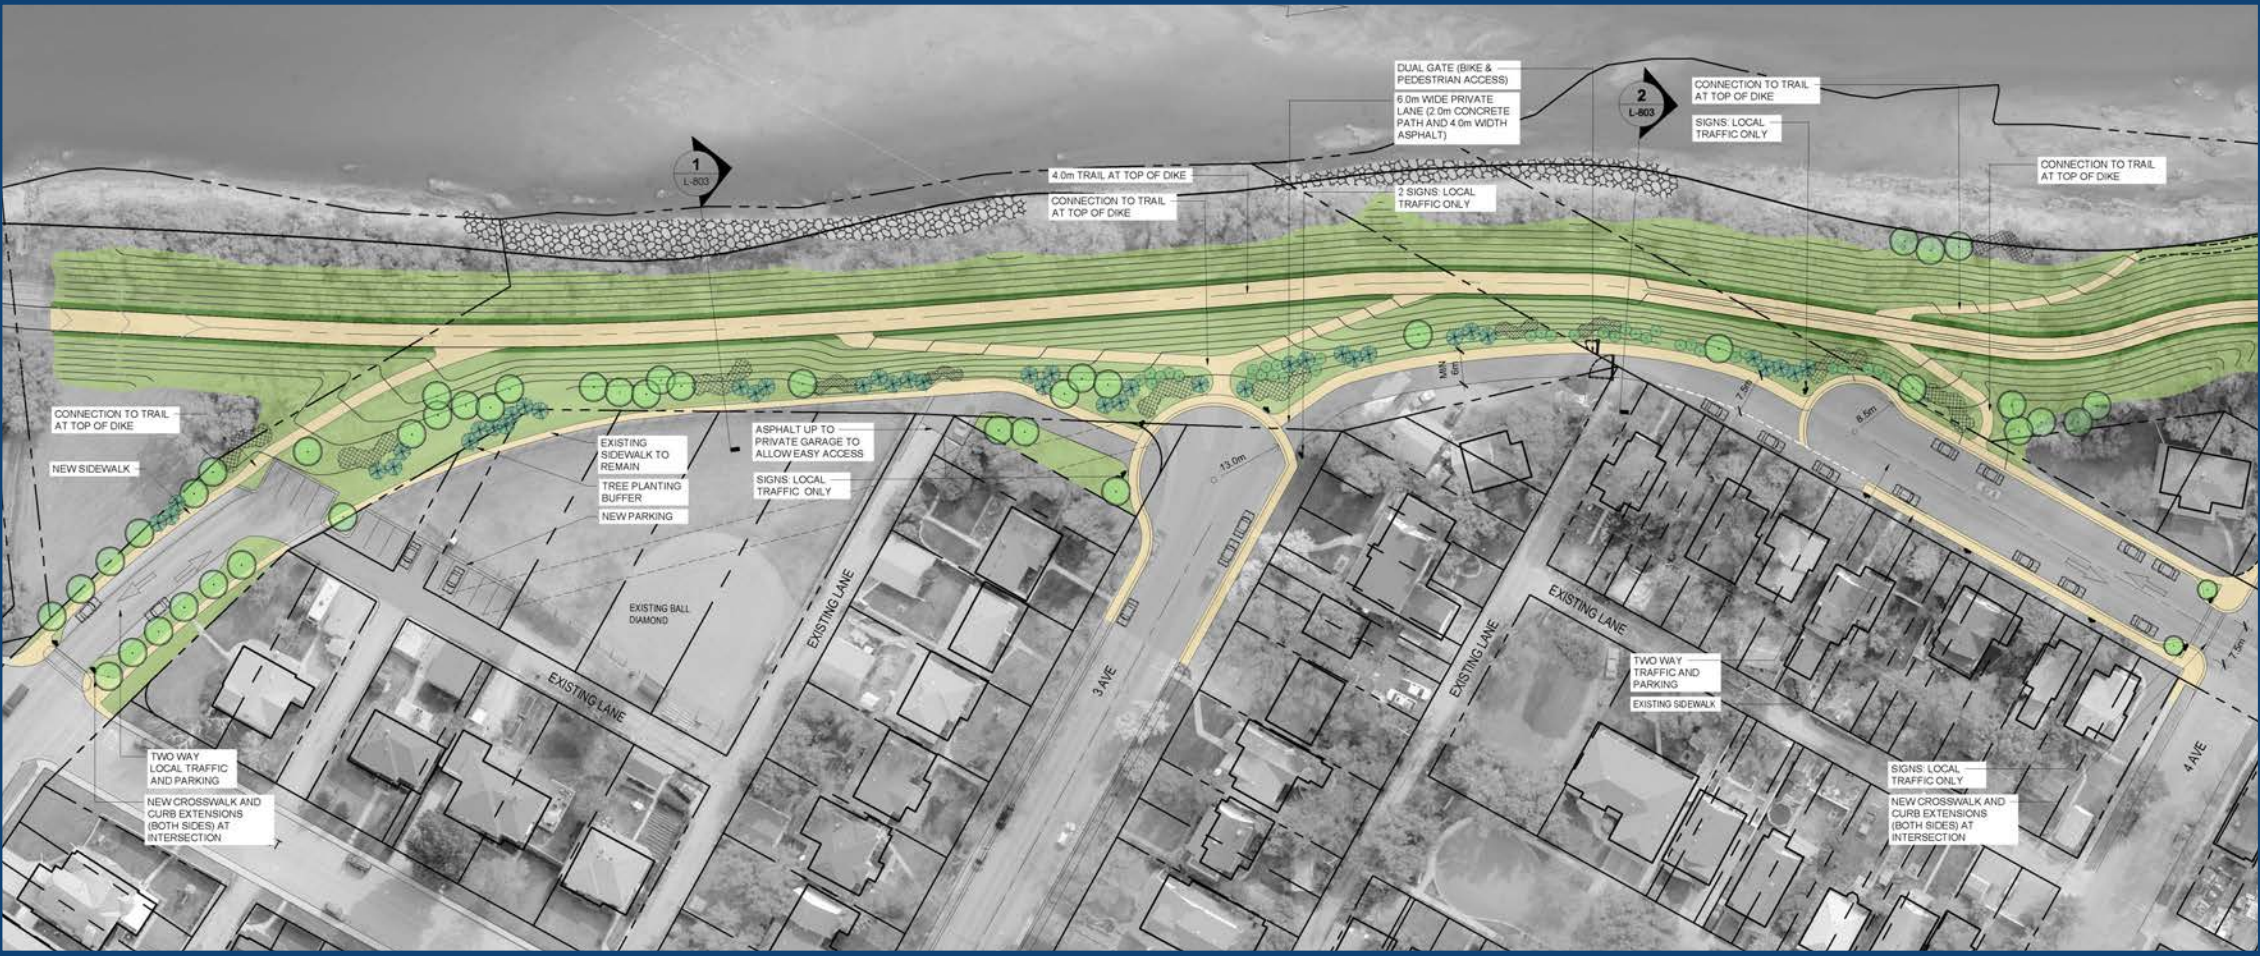 DUAL GATE (BIKE &
PEDESTRIAN ACCESS)
6.0m WIDE PRIVATE
LANE (2.0m CONCRETE
PATH AND 4.0m WIDTH
ASPHALT)
2
L-803
CONNECTION TO TRAIL
AT TOP OF DIKE
SIGNS: LOCAL
TRAFFIC ONLY
1
L-803
4.0m TRAIL AT TOP OF DIKE
CONNECTION TO TRAIL
AT TOP OF DIKE
2 SIGNS: LOCAL
TRAFFIC ONLY
CONNECTION TO TRAIL
AT TOP OF DIKE
CONNECTION TO TRAIL
AT TOP OF DIKE
NEW SIDEWALK
EXISTING
SIDEWALK TO
REMAIN
TREE PLANTING
BUFFER
NEW PARKING
ASPHALT UP TO
PRIVATE GARAGE TO
ALLOW EASY ACCESS
SIGNS: LOCAL
TRAFFIC ONLY
13.0m
MIN
6m
7.5m
8.5m
EXISTING BALL
DIAMOND
EXISTING LANE
EXISTING LANE
3 AVE
EXISTING LANE
EXISTING LANE
TWO WAY
TRAFFIC AND
PARKING
EXISTING SIDEWALK
7.5m
4 AVE
TWO WAY
LOCAL TRAFFIC
AND PARKING
NEW CROSSWALK AND
CURB EXTENSIONS
(BOTH SIDES) AT
INTERSECTION
SIGNS: LOCAL
TRAFFIC ONLY
NEW CROSSWALK AND
CURB EXTENSIONS
(BOTH SIDES) AT
INTERSECTION